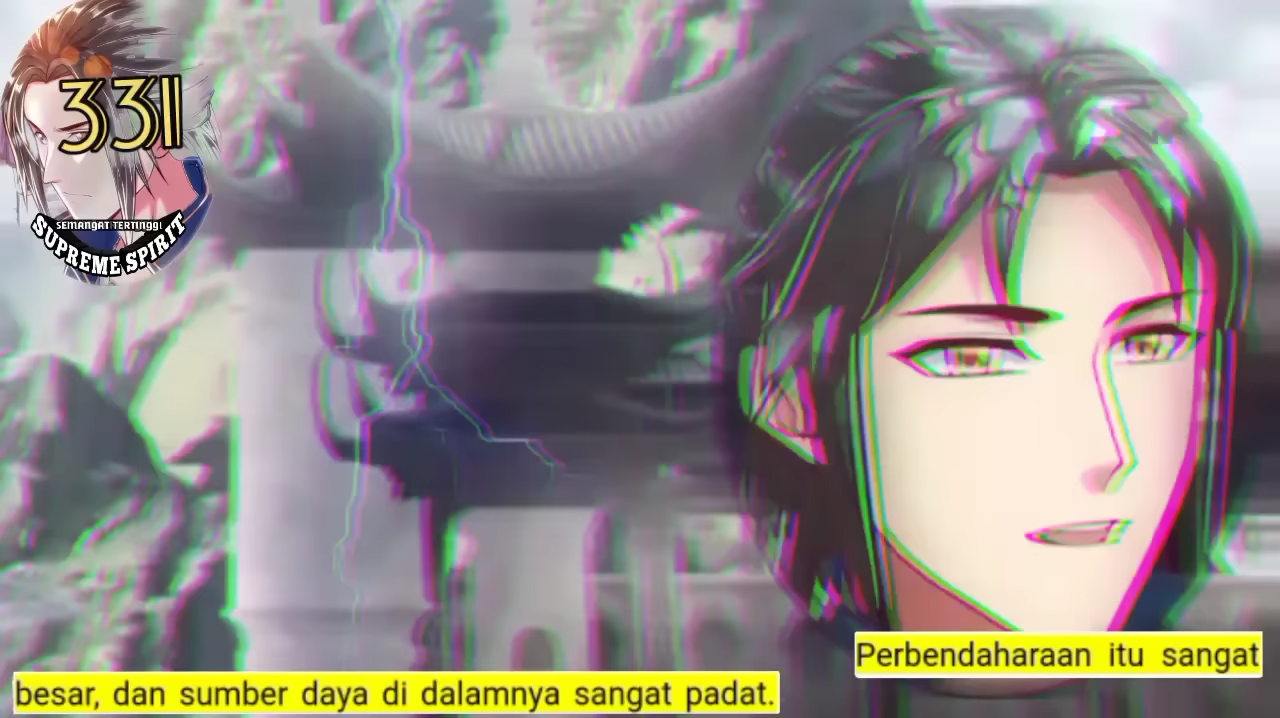 331
SEMANGAT TERTINGGI
SUPREME SPIRIT
Perbendaharaan itu sangat
besar, dan sumber daya di dalamnya sangat padat.